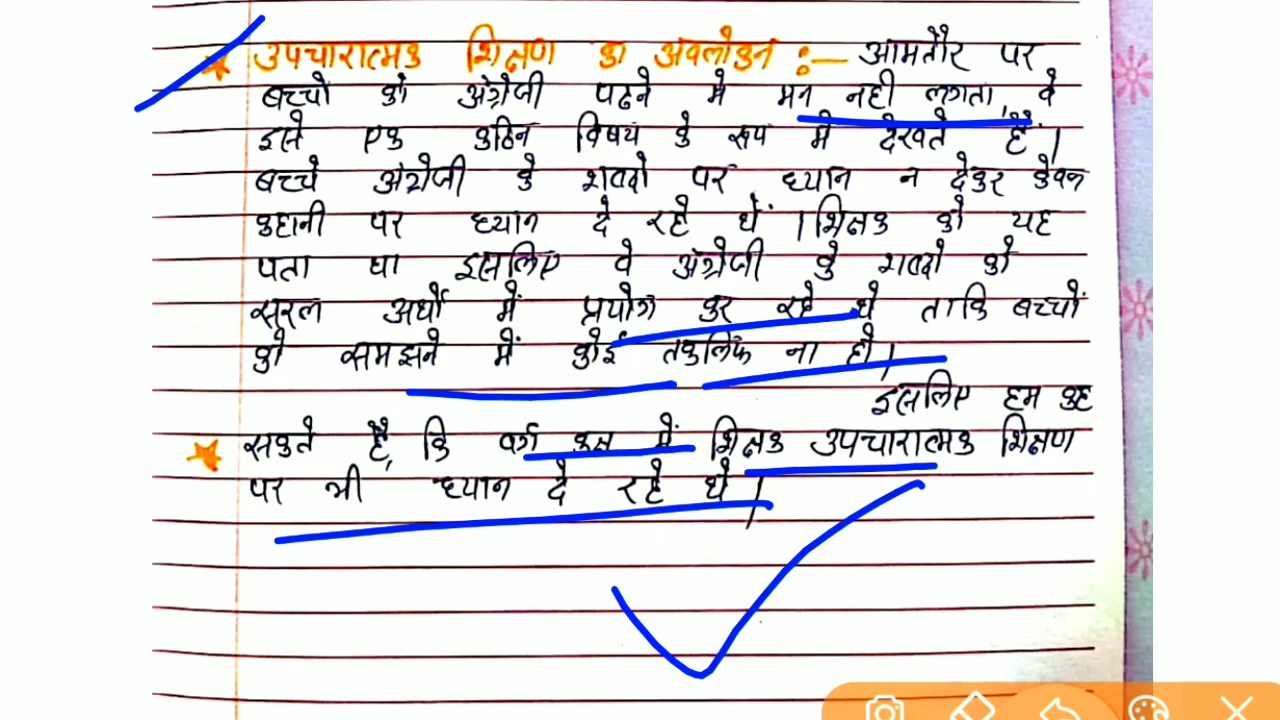 उपचारात्मक शिक्षण का अवलोकन :— आमतौर पर
बच्चो को अंग्रेजी पढने मे मन नही लगता, वे
इसे एक कठिन विषय के रूप में देखते हैं।
बच्चे अंग्रेजी के शब्दो पर ध्यान न देकर केवल
कहानी पर ध्यान दे रहे थें। शिक्षक को यह
पता था इसलिए वे अंग्रेजी के शब्दो को
सरल अर्थो में प्रयोग कर रहे थे ताकि बच्चों
को समझने में कोई तकलिफ ना हो।
इसलिए हम कह
सकते हैं, कि वर्ग कक्ष में शिक्षक उपचारात्मक शिक्षण
पर भी ध्यान दे रहे थे।